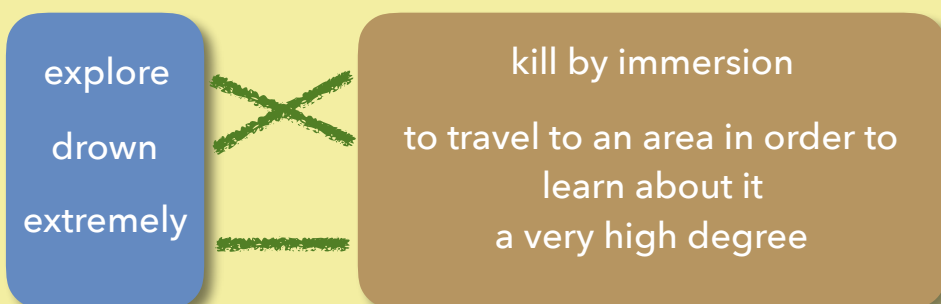 explore
drown
extremely
kill by immersion
to travel to an area in order to
learn about it
a very high degree